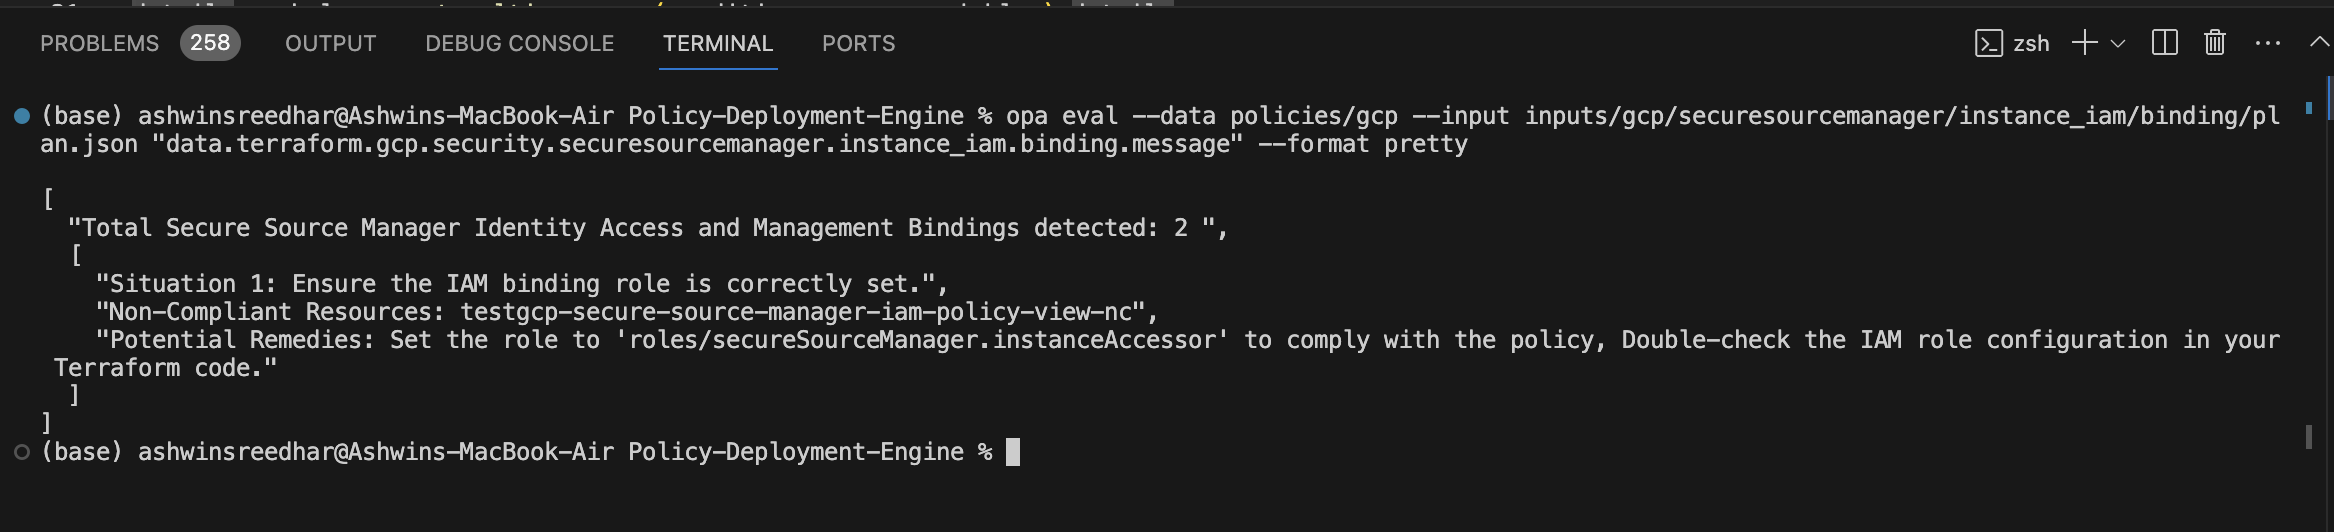 PROBLEMS 258 OUTPUT DEBUG CONSOLE TERMINAL PORTS zsh
(base) ashwinsreedhar@Ashwins-MacBook-Air Policy-Deployment-Engine % opa eval --data policies/gcp --input inputs/gcp/securesourcemanager/instance_iam/binding/pl
an.json "data.terraform.gcp.security.securesourcemanager.instance_iam.binding.message" --format pretty
[
"Total Secure Source Manager Identity Access and Management Bindings detected: 2 ",
[
"Situation 1: Ensure the IAM binding role is correctly set.",
"Non-Compliant Resources: testgcp-secure-source-manager-iam-policy-view-nc",
"Potential Remedies: Set the role to 'roles/secureSourceManager.instanceAccessor' to comply with the policy, Double-check the IAM role configuration in your
Terraform code."
]
]
(base) ashwinsreedhar@Ashwins-MacBook-Air Policy-Deployment-Engine %